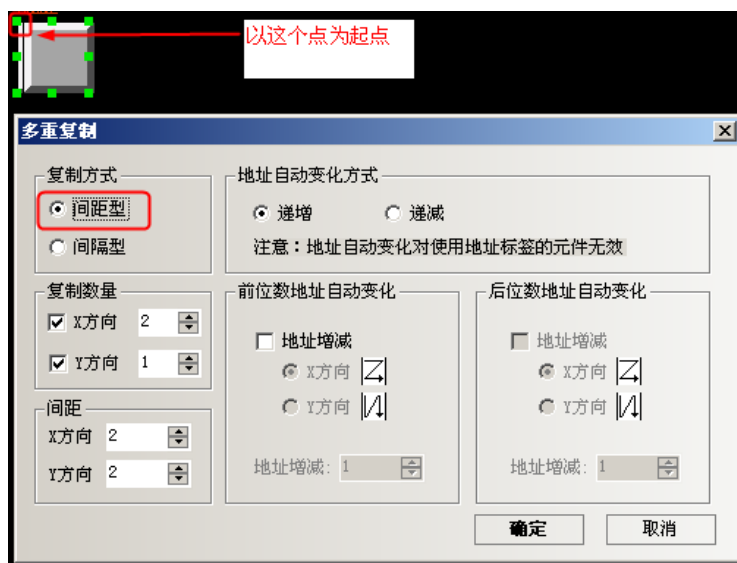 以这个点为起点
多重复制
复制方式
间距型
间隔型
地址自动变化方式
递增 递减
注意：地址自动变化对使用地址标签的元件无效
复制数量
X方向 2
Y方向 1
间距
X方向 2
Y方向 2
前位数地址自动变化
地址增减
X方向
Y方向
地址增减: 1
后位数地址自动变化
地址增减
X方向
Y方向
地址增减: 1
确定 取消